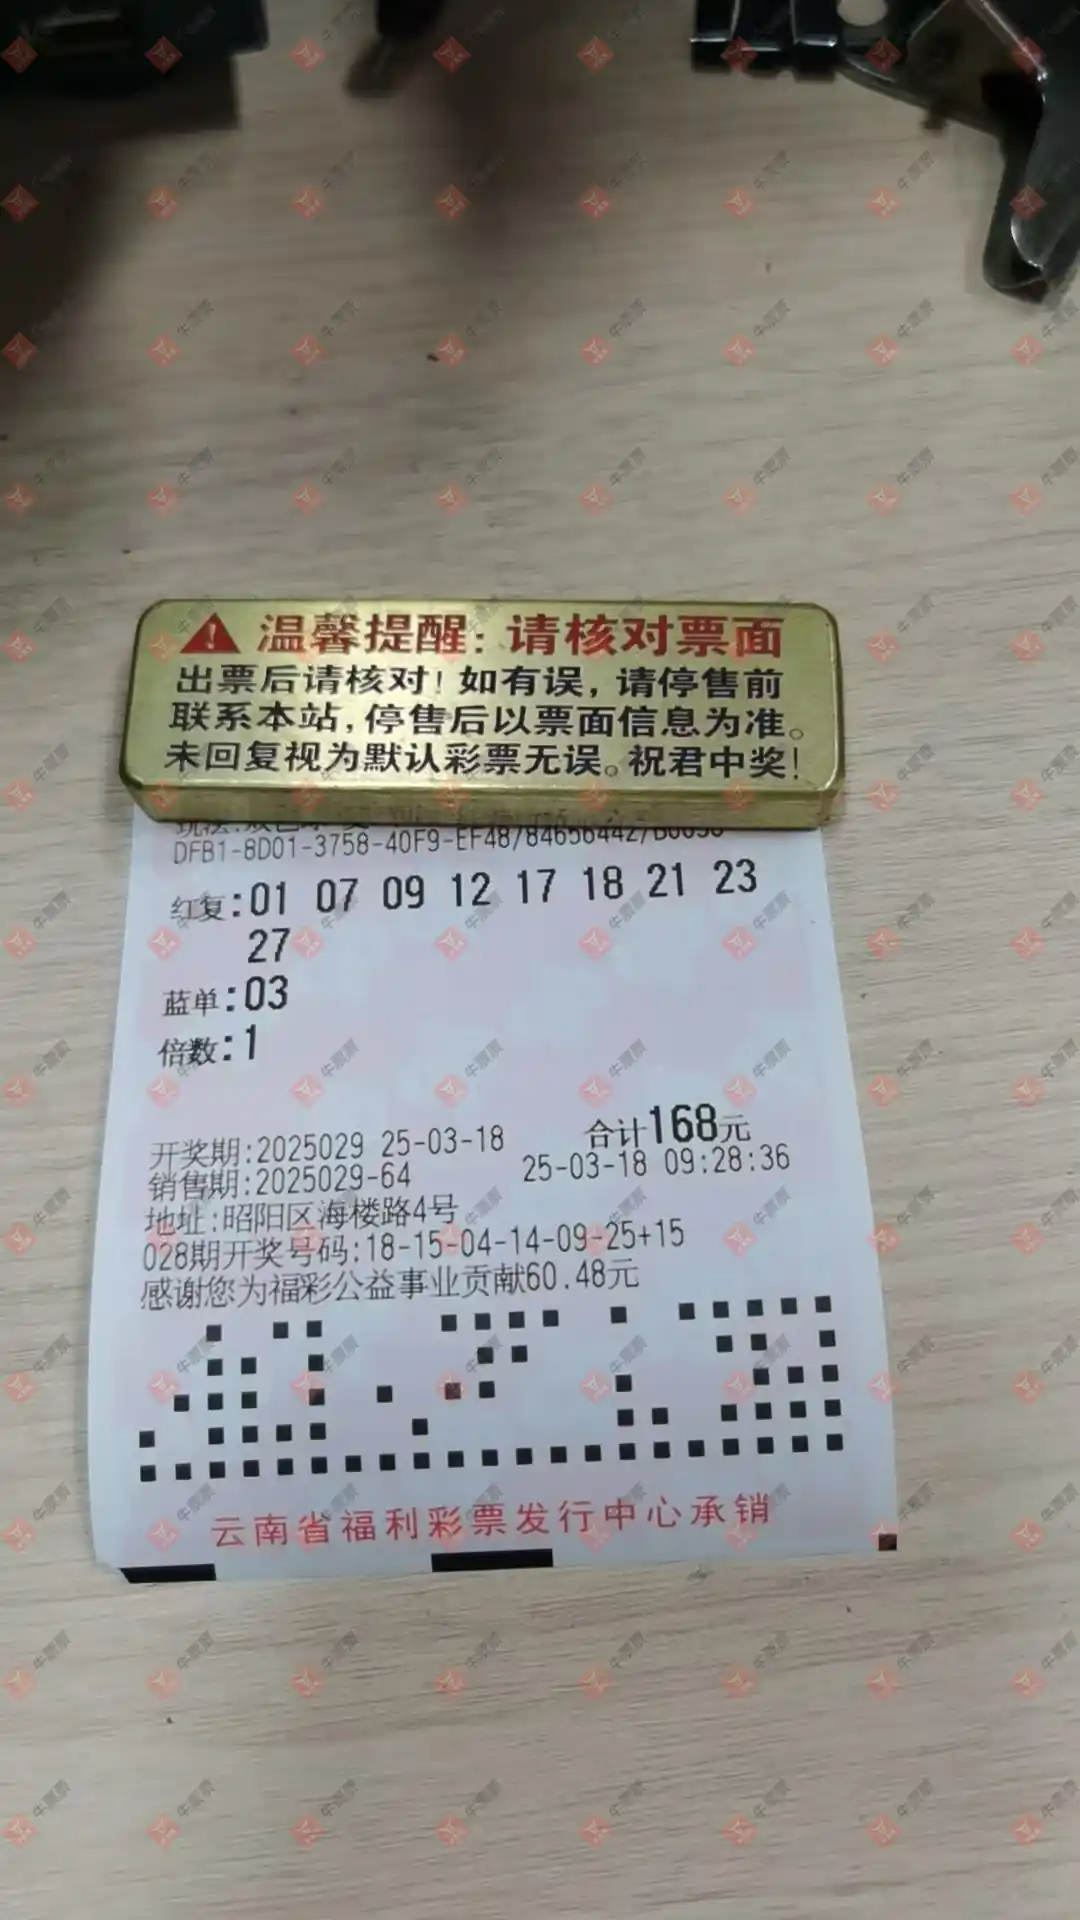 温馨提醒：请核对票面
出票后请核对！如有误，请停售前
联系本站，停售后以票面信息为准。
未回复视为默认彩票无误。祝君中奖！
红复:01 07 09 12 17 18 21 23
27
蓝单:03
倍数:1
合计168元
开奖期:2025029 25-03-18
销售期:2025029-64 25-03-18 09:28:36
地址:昭阳区海楼路4号
028期开奖号码:18-15-04-14-09-25+15
感谢您为福彩公益事业贡献60.48元
云南省福利彩票发行中心承销
牛票票